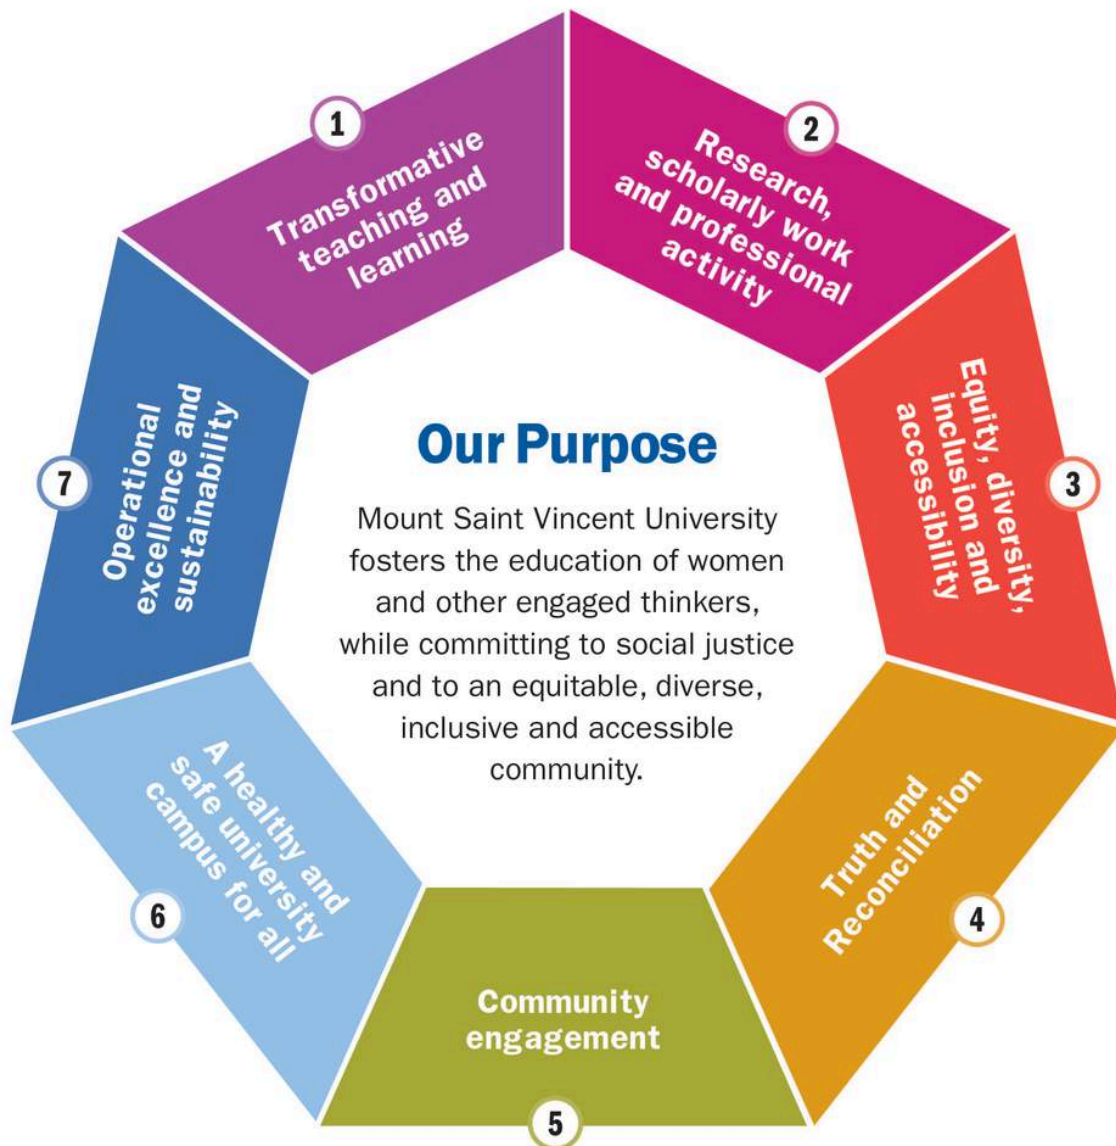 1
Transformative
teaching and
learning
2
Research,
scholarly work
and professional
activity
3
Equity, diversity,
inclusion and
accessibility
4
Truth and
Reconciliation
5
Community
engagement
6
A healthy and
safe university
campus for all
7
Operational
excellence and
sustainability
Our Purpose
Mount Saint Vincent University
fosters the education of women
and other engaged thinkers,
while committing to social justice
and to an equitable, diverse,
inclusive and accessible
community.